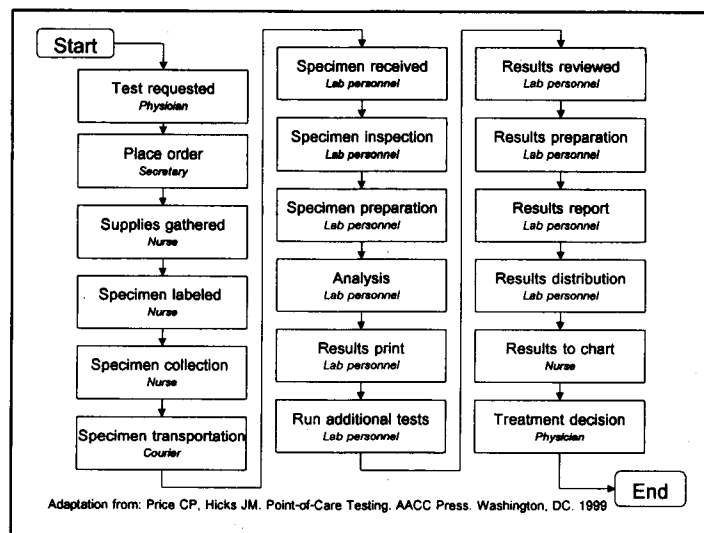 Start
Test requested
Physician
Place order
Secretary
Supplies gathered
Nurse
Specimen labeled
Nurse
Specimen collection
Nurse
Specimen transportation
Courier
Specimen received
Lab personnel
Specimen inspection
Lab personnel
Specimen preparation
Lab personnel
Analysis
Lab personnel
Results print
Lab personnel
Run additional tests
Lab personnel
Results reviewed
Lab personnel
Results preparation
Lab personnel
Results report
Lab personnel
Results distribution
Lab personnel
Results to chart
Nurse
Treatment decision
Physician
End
Adaptation from: Price CP, Hicks JM. Point-of-Care Testing. AACC Press. Washington, DC. 1999